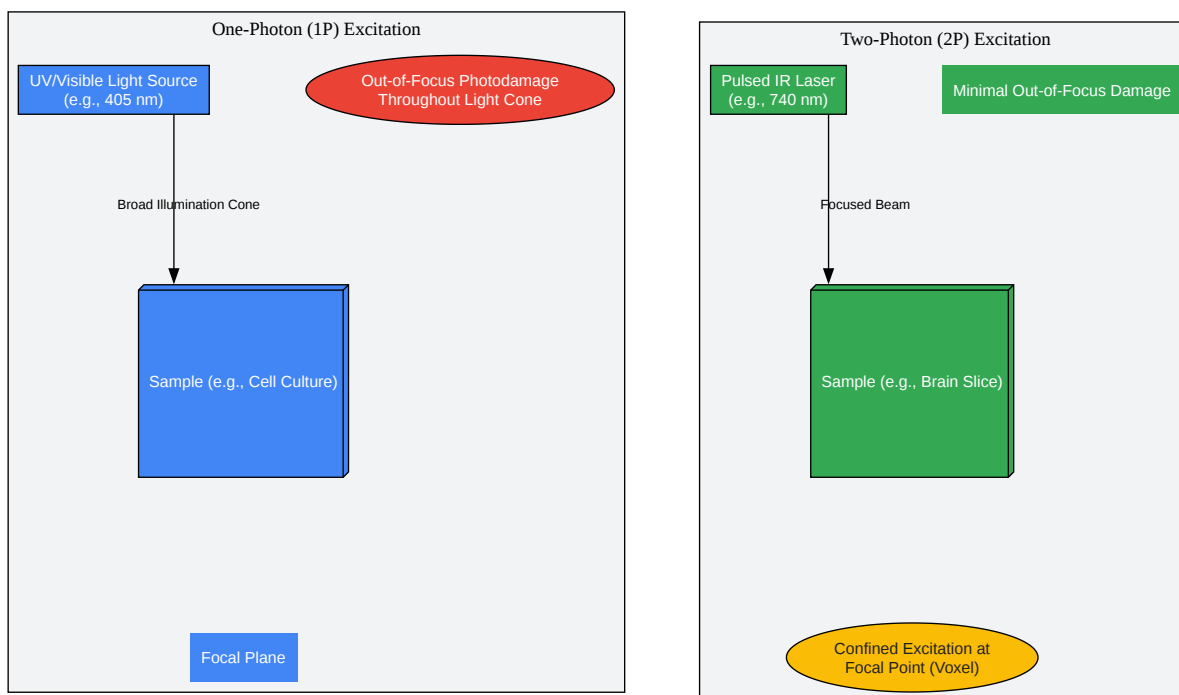 One-Photon (1P) Excitation
UV/Visible Light Source
(e.g., 405 nm)
Out-of-Focus Photodamage
Throughout Light Cone
Broad Illumination Cone
Sample (e.g., Cell Culture)
Focal Plane
Two-Photon (2P) Excitation
Pulsed IR Laser
(e.g., 740 nm)
Minimal Out-of-Focus Damage
Focused Beam
Sample (e.g., Brain Slice)
Confined Excitation at
Focal Point (Voxel)